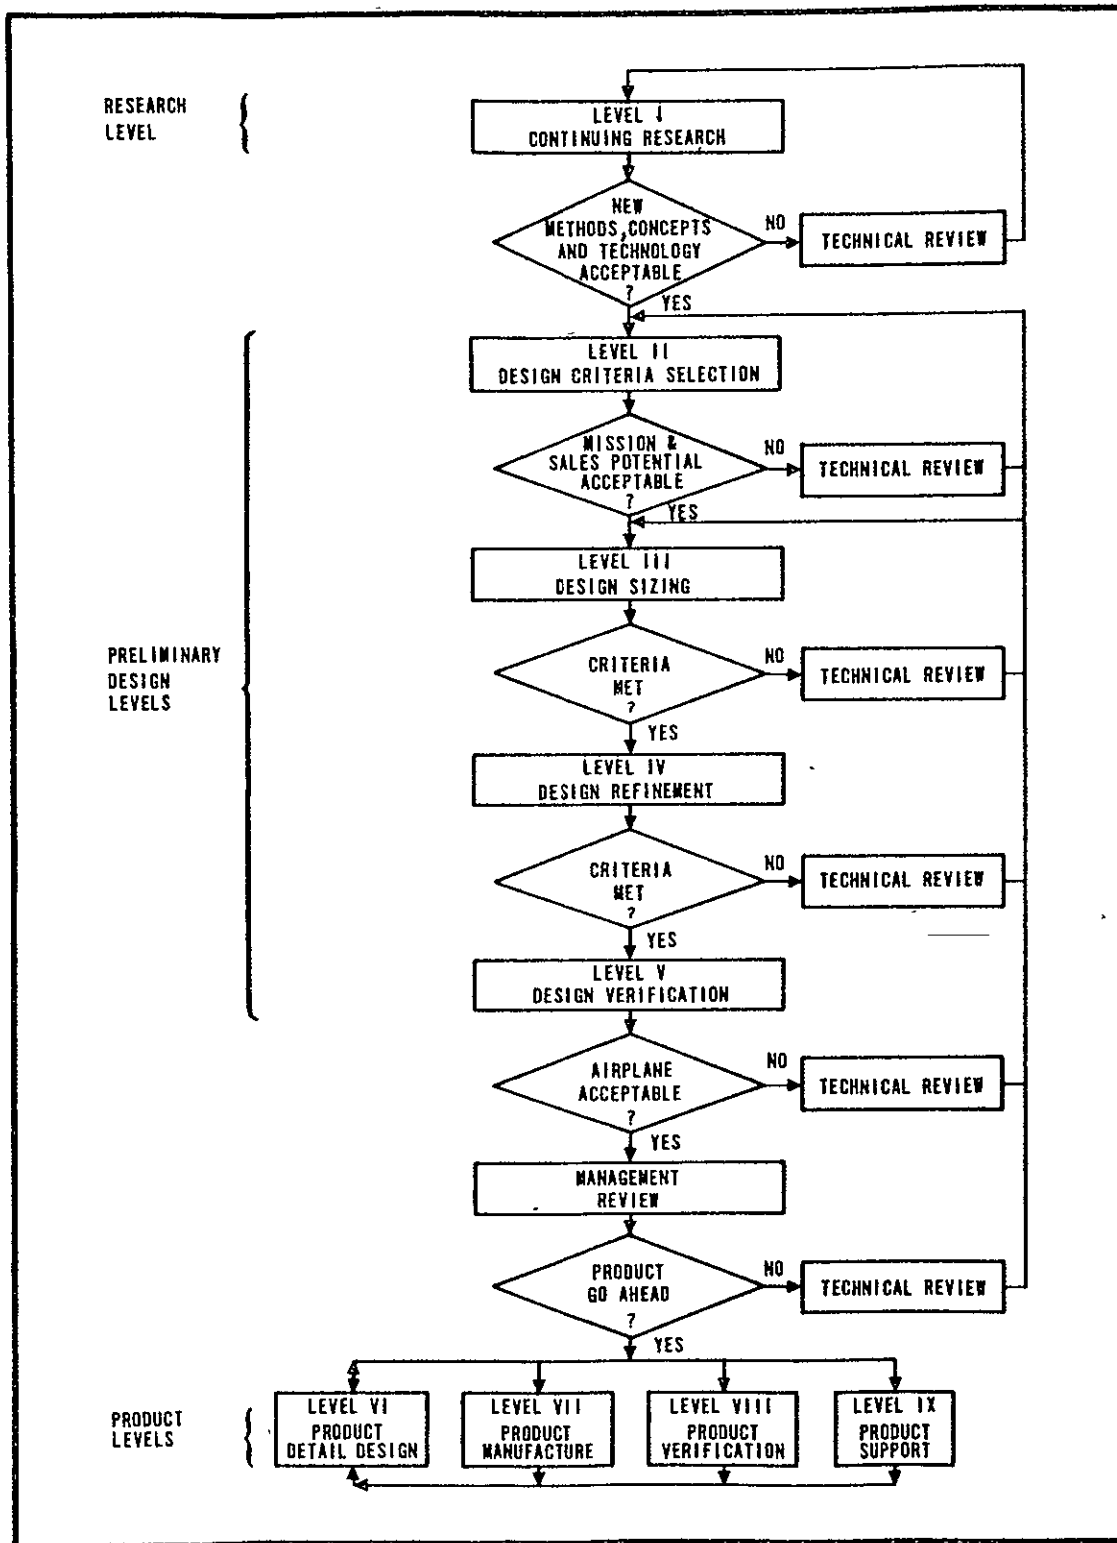 RESEARCH
LEVEL
LEVEL I
CONTINUING RESEARCH
NEW
METHODS, CONCEPTS
AND TECHNOLOGY
ACCEPTABLE
?
NO
TECHNICAL REVIEW
YES
PRELIMINARY
DESIGN
LEVELS
LEVEL II
DESIGN CRITERIA SELECTION
MISSION &
SALES POTENTIAL
ACCEPTABLE
?
NO
TECHNICAL REVIEW
YES
LEVEL III
DESIGN SIZING
CRITERIA
MET
?
NO
TECHNICAL REVIEW
YES
LEVEL IV
DESIGN REFINEMENT
CRITERIA
MET
?
NO
TECHNICAL REVIEW
YES
LEVEL V
DESIGN VERIFICATION
AIRPLANE
ACCEPTABLE
?
NO
TECHNICAL REVIEW
YES
MANAGEMENT
REVIEW
PRODUCT
GO AHEAD
?
NO
TECHNICAL REVIEW
YES
PRODUCT
LEVELS
LEVEL VI
PRODUCT
DETAIL DESIGN
LEVEL VII
PRODUCT
MANUFACTURE
LEVEL VIII
PRODUCT
VERIFICATION
LEVEL IX
PRODUCT
SUPPORT